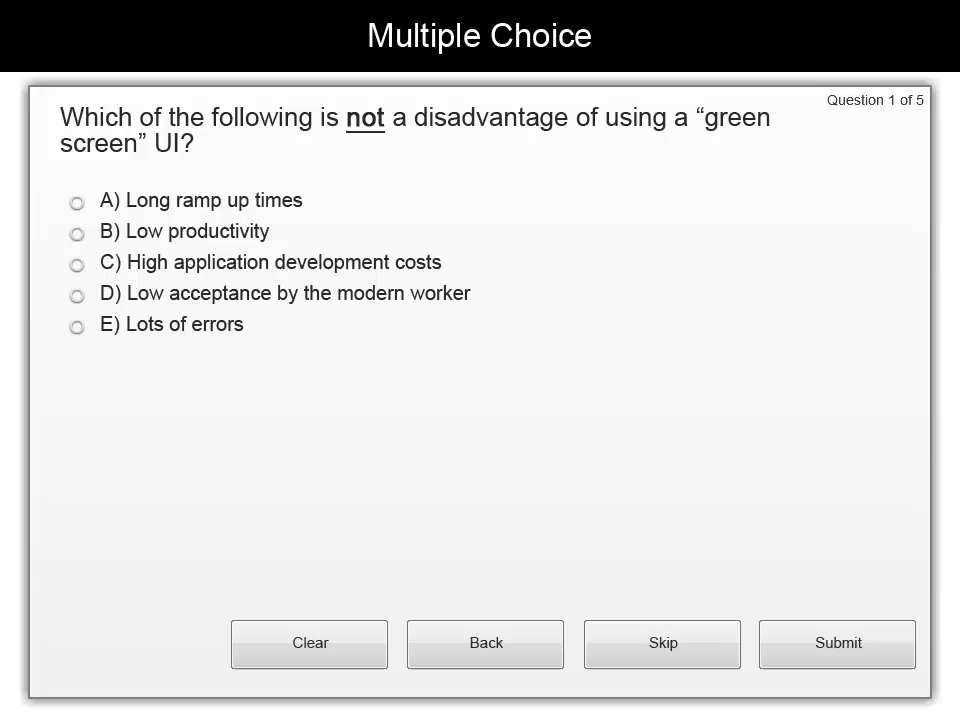 Multiple Choice
Question 1 of 5
Which of the following is not a disadvantage of using a “green
screen” UI?
A) Long ramp up times
B) Low productivity
C) High application development costs
D) Low acceptance by the modern worker
E) Lots of errors
Clear
Back
Skip
Submit